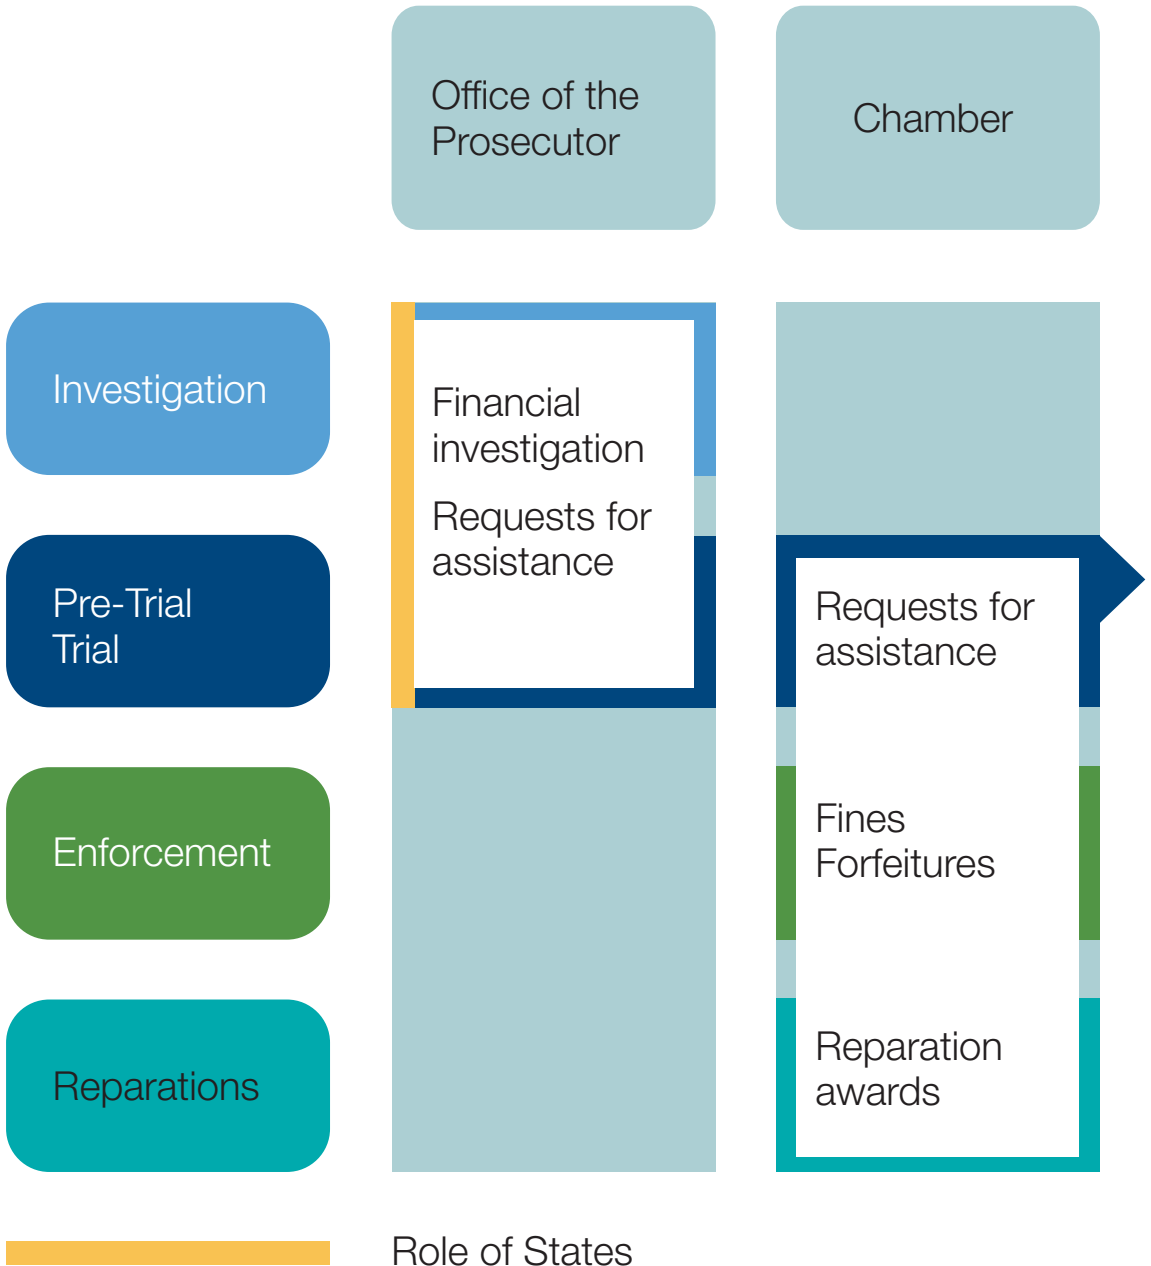 Office of the
Prosecutor
Chamber
Investigation
Financial
investigation
Requests for
assistance
Pre-Trial
Trial
Requests for
assistance
Enforcement
Fines
Forfeitures
Reparations
Reparation
awards
Role of States